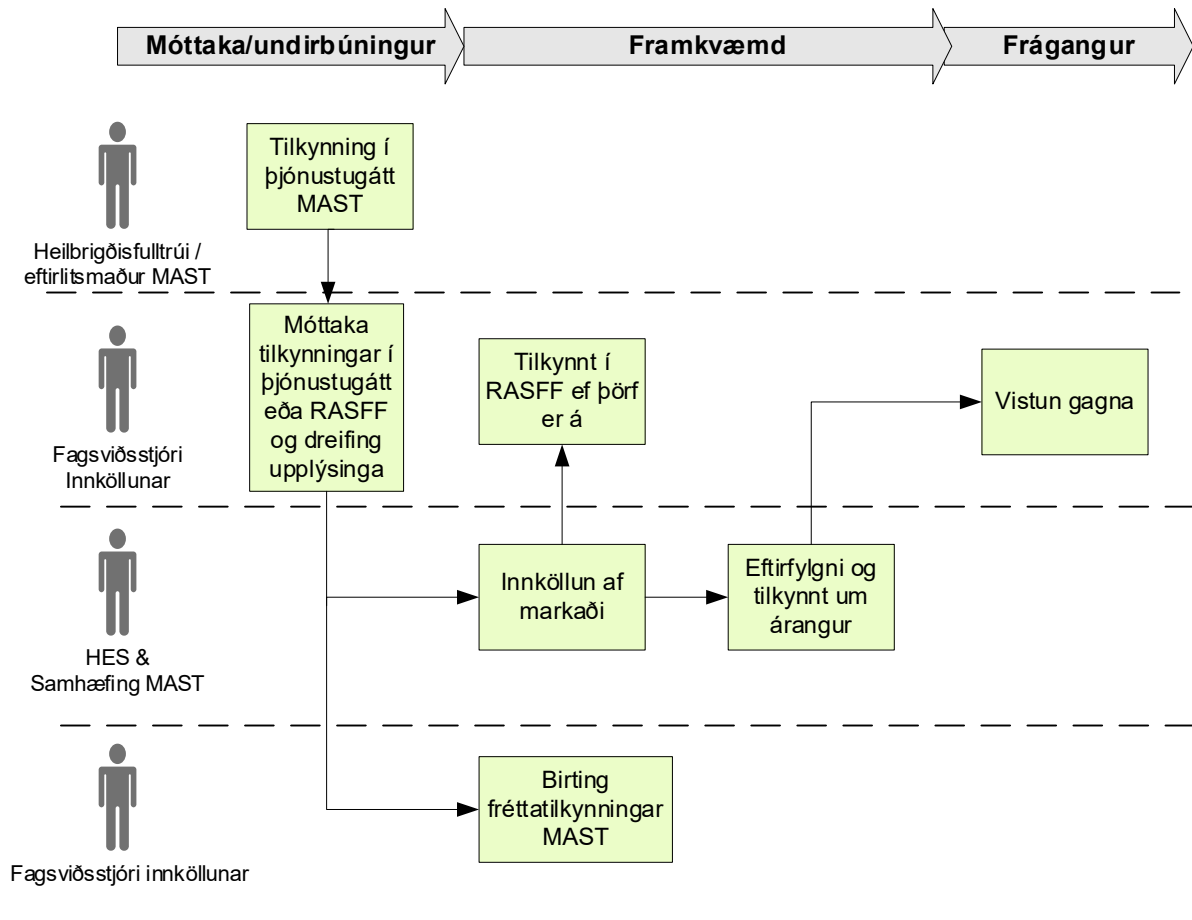 Móttaka/undirbúningur
Framkvæmd
Frágangur
Heilbrigðisfulltrúi /
eftirlitsmaður MAST
Tilkynning í
þjónustugátt
MAST
Fagsviðsstjóri
Innköllunar
Móttaka
tilkynningar í
þjónustugátt
eða RASFF
og dreifing
upplýsinga
Tilkynnt í
RASFF ef þörf
er á
Vistun gagna
HES &
Samhæfing MAST
Innköllun af
markaði
Eftirfylgni og
tilkynnt um
árangur
Fagsviðsstjóri innköllunar
Birting
fréttatilkynningar
MAST